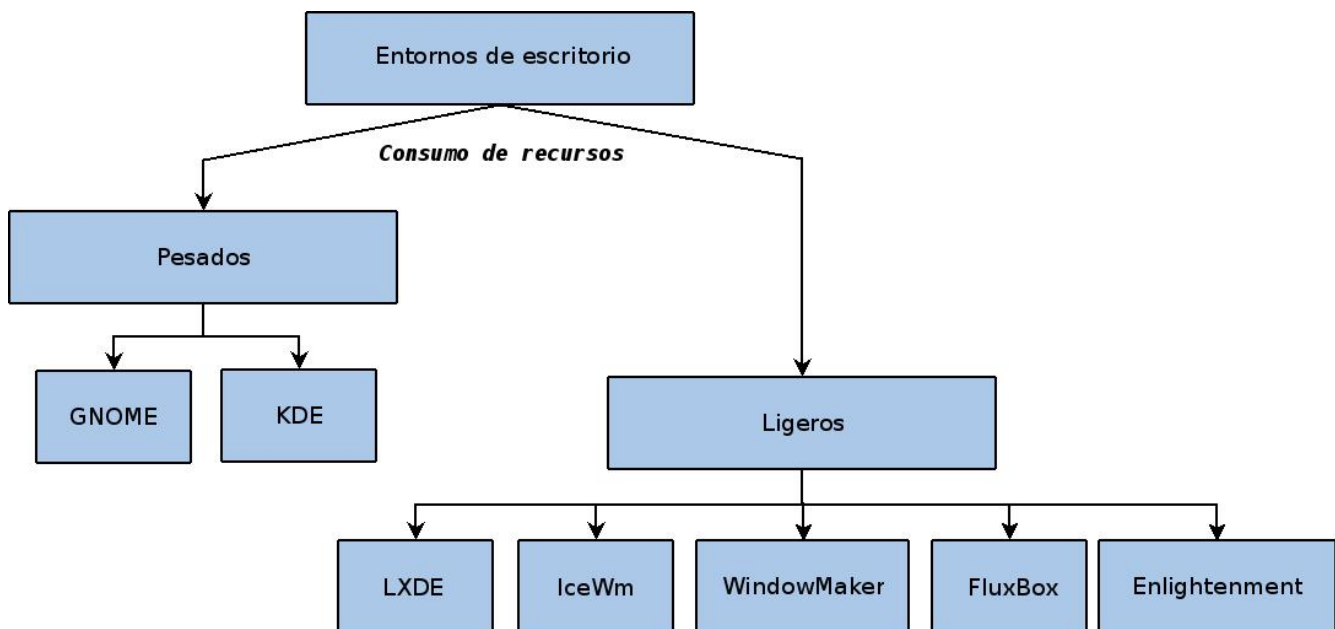 Entornos de escritorio
Consumo de recursos
Pesados
GNOME
KDE
Ligeros
LXDE
IceWm
WindowMaker
FluxBox
Enlightenment